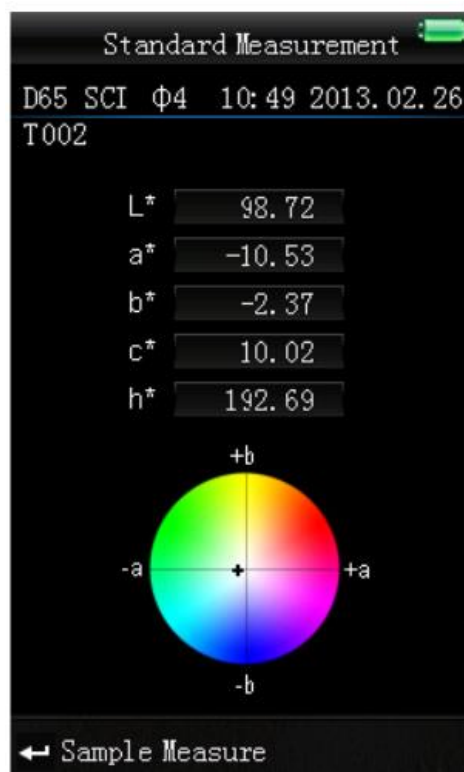 Standard Measurement
D65 SCI Φ4 10:49 2013.02.26
T002
L* 98.72
a* -10.53
b* -2.37
c* 10.02
h* 192.69
+b
-a +a
-b
Sample Measure